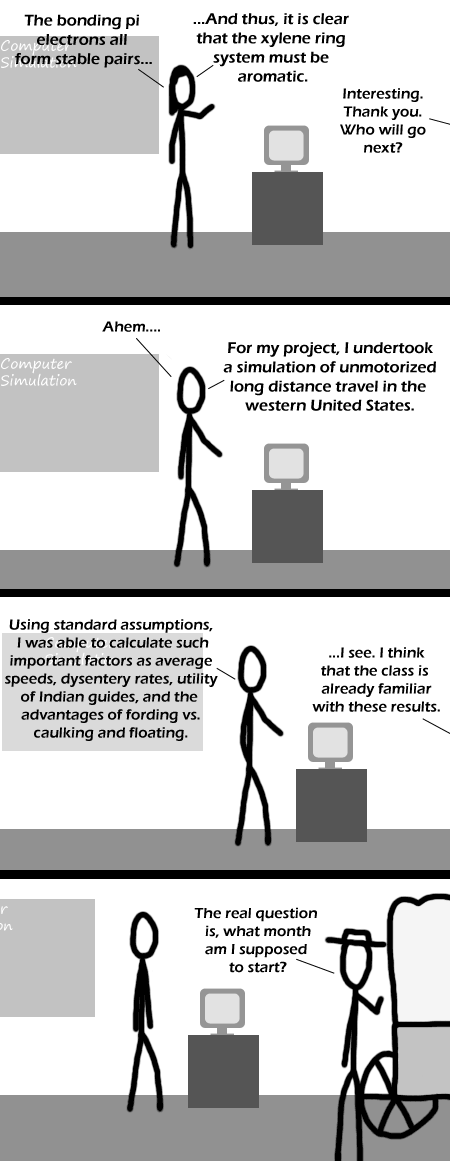 The bonding pi
electrons all
form stable pairs...
Computer
Simulation
...And thus, it is clear
that the xylene ring
system must be
aromatic.
Interesting.
Thank you.
Who will go
next?
Ahem....
Computer
Simulation
For my project, I undertook
a simulation of unmotorized
long distance travel in the
western United States.
Using standard assumptions,
I was able to calculate such
important factors as average
speeds, dysentery rates, utility
of Indian guides, and the
advantages of fording vs.
caulking and floating.
...I see. I think
that the class is
already familiar
with these results.
r
on
The real question
is, what month
am I supposed
to start?